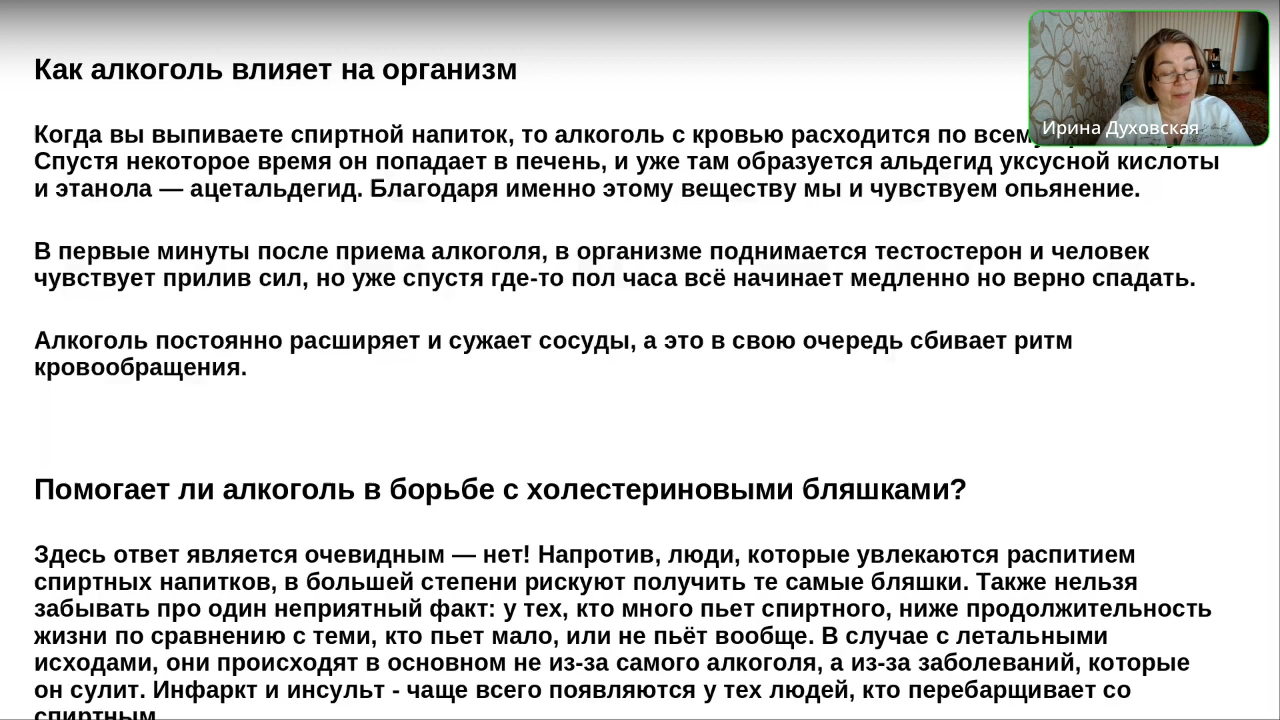 Как алкоголь влияет на организм
Когда вы выпиваете спиртной напиток, то алкоголь с кровью расходится по всему
Ирина Духовская
Спустя некоторое время он попадает в печень, и уже там образуется альдегид уксусной кислоты
и этанола — ацетальдегид. Благодаря именно этому веществу мы и чувствуем опьянение.
В первые минуты после приема алкоголя, в организме поднимается тестостерон и человек
чувствует прилив сил, но уже спустя где-то пол часа всё начинает медленно но верно спадать.
Алкоголь постоянно расширяет и сужает сосуды, а это в свою очередь сбивает ритм
кровообращения.
Помогает ли алкоголь в борьбе с холестериновыми бляшками?
Здесь ответ является очевидным — нет! Напротив, люди, которые увлекаются распитием
спиртных напитков, в большей степени рискуют получить те самые бляшки. Также нельзя
забывать про один неприятный факт: у тех, кто много пьет спиртного, ниже продолжительность
жизни по сравнению с теми, кто пьет мало, или не пьёт вообще. В случае с летальными
исходами, они происходят в основном не из-за самого алкоголя, а из-за заболеваний, которые
он сулит. Инфаркт и инсульт - чаще всего появляются у тех людей, кто перебарщивает со
спиртным